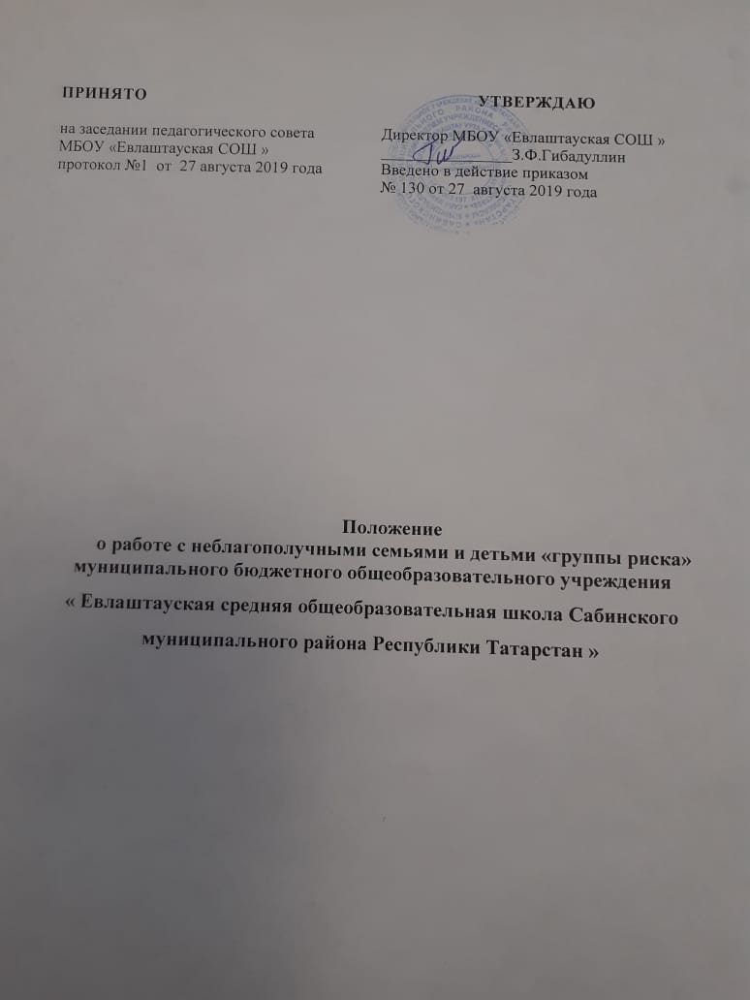 ПРИНЯТО
на заседании педагогического совета
МБОУ «Евлаштауская СОШ »
протокол №1 от 27 августа 2019 года
УТВЕРЖДАЮ
Директор МБОУ «Евлаштауская СОШ »
________________З.Ф.Гибадуллин
Введено в действие приказом
№ 130 от 27 августа 2019 года
Положение
о работе с неблагополучными семьями и детьми «группы риска»
муниципального бюджетного общеобразовательного учреждения
« Евлаштауская средняя общеобразовательная школа Сабинского
муниципального района Республики Татарстан »